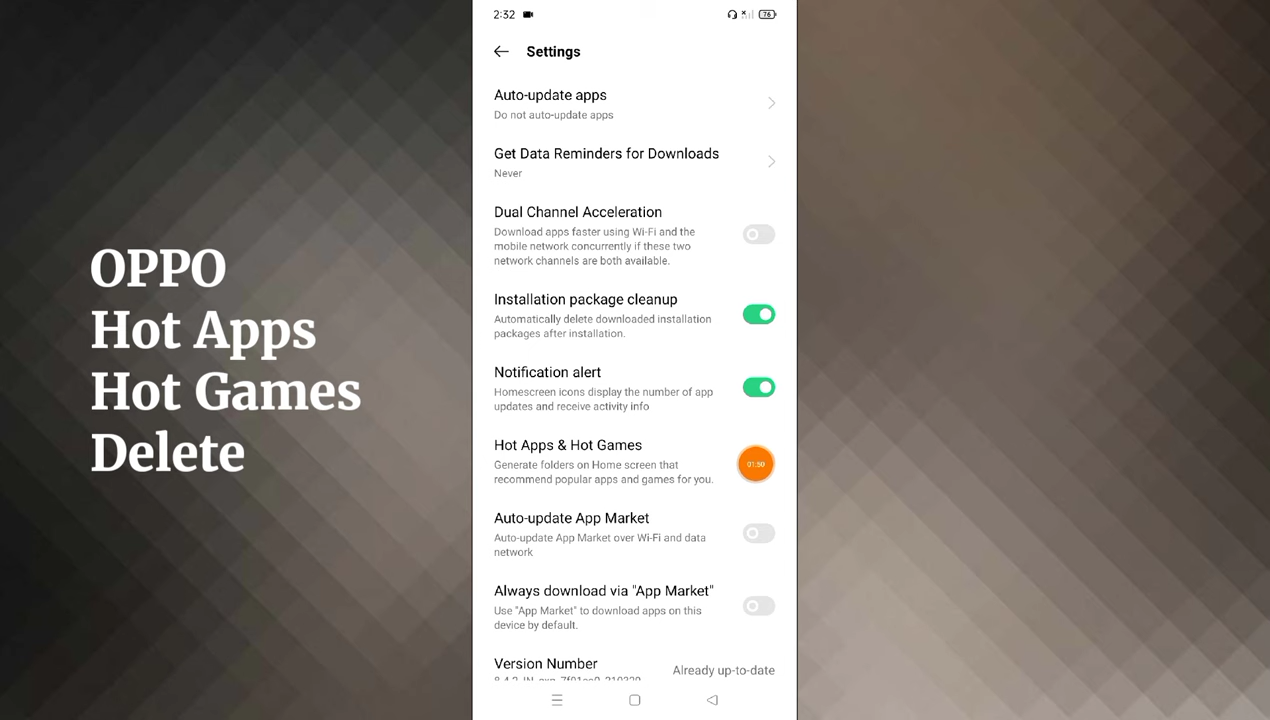 2:32
76
Settings
Auto-update apps
Do not auto-update apps
Get Data Reminders for Downloads
Never
Dual Channel Acceleration
Download apps faster using Wi-Fi and the
mobile network concurrently if these two
network channels are both available.
Installation package cleanup
Automatically delete downloaded installation
packages after installation.
Notification alert
Homescreen icons display the number of app
updates and receive activity info
Hot Apps & Hot Games
Generate folders on Home screen that
recommend popular apps and games for you.
01:50
Auto-update App Market
Auto-update App Market over Wi-Fi and data
network
Always download via "App Market"
Use "App Market" to download apps on this
device by default.
Version Number
Already up-to-date
OPPO
Hot Apps
Hot Games
Delete